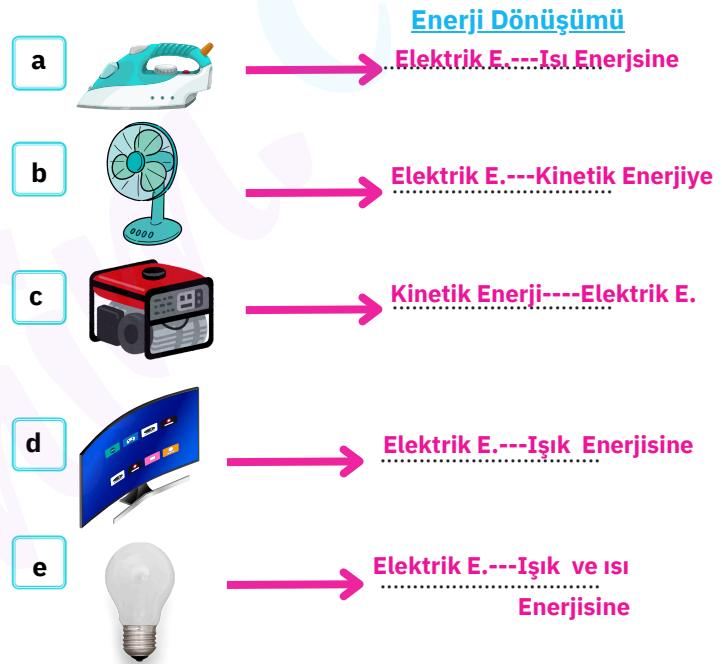 Enerji Dönüşümü
a
Elektrik E.---Isı Enerjsine
b
Elektrik E.---Kinetik Enerjiye
c
Kinetik Enerji----Elektrik E.
d
Elektrik E.---Işık Enerjisine
e
Elektrik E.---Işık ve ısı
Enerjisine